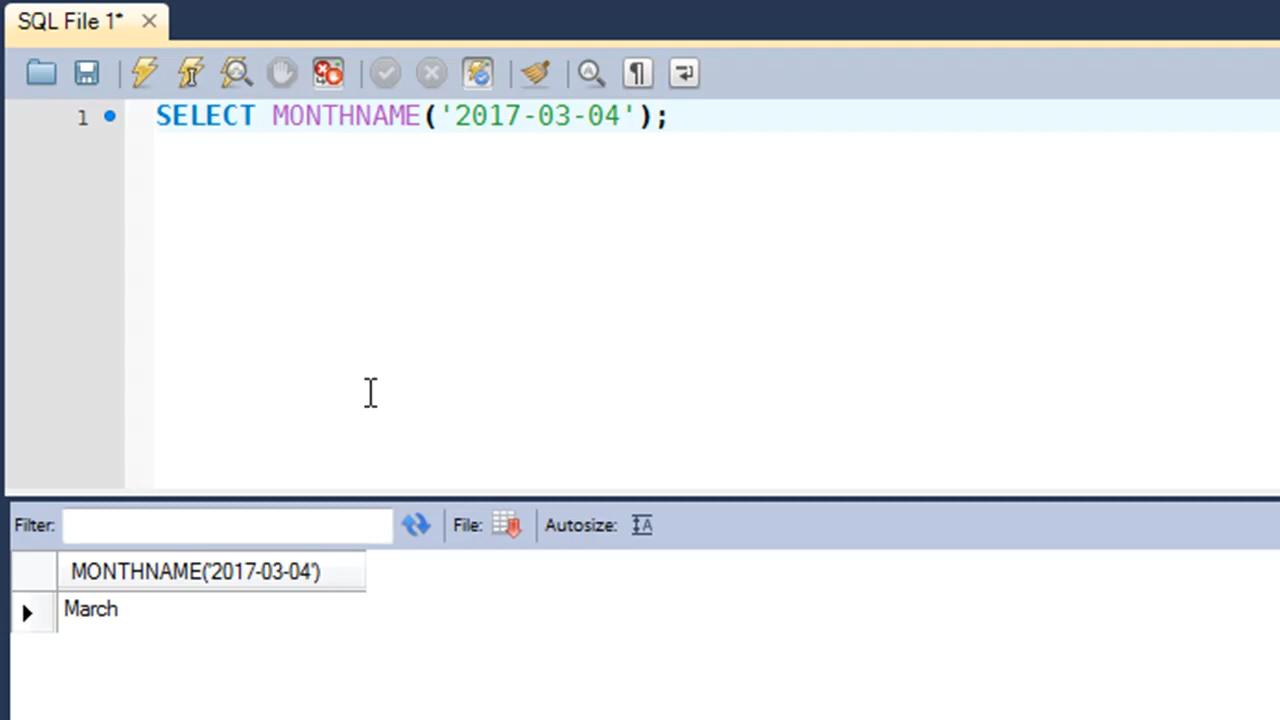 SQL File 1*
1 SELECT MONTHNAME('2017-03-04');
Filter: File: Autosize:
MONTHNAME('2017-03-04')
March